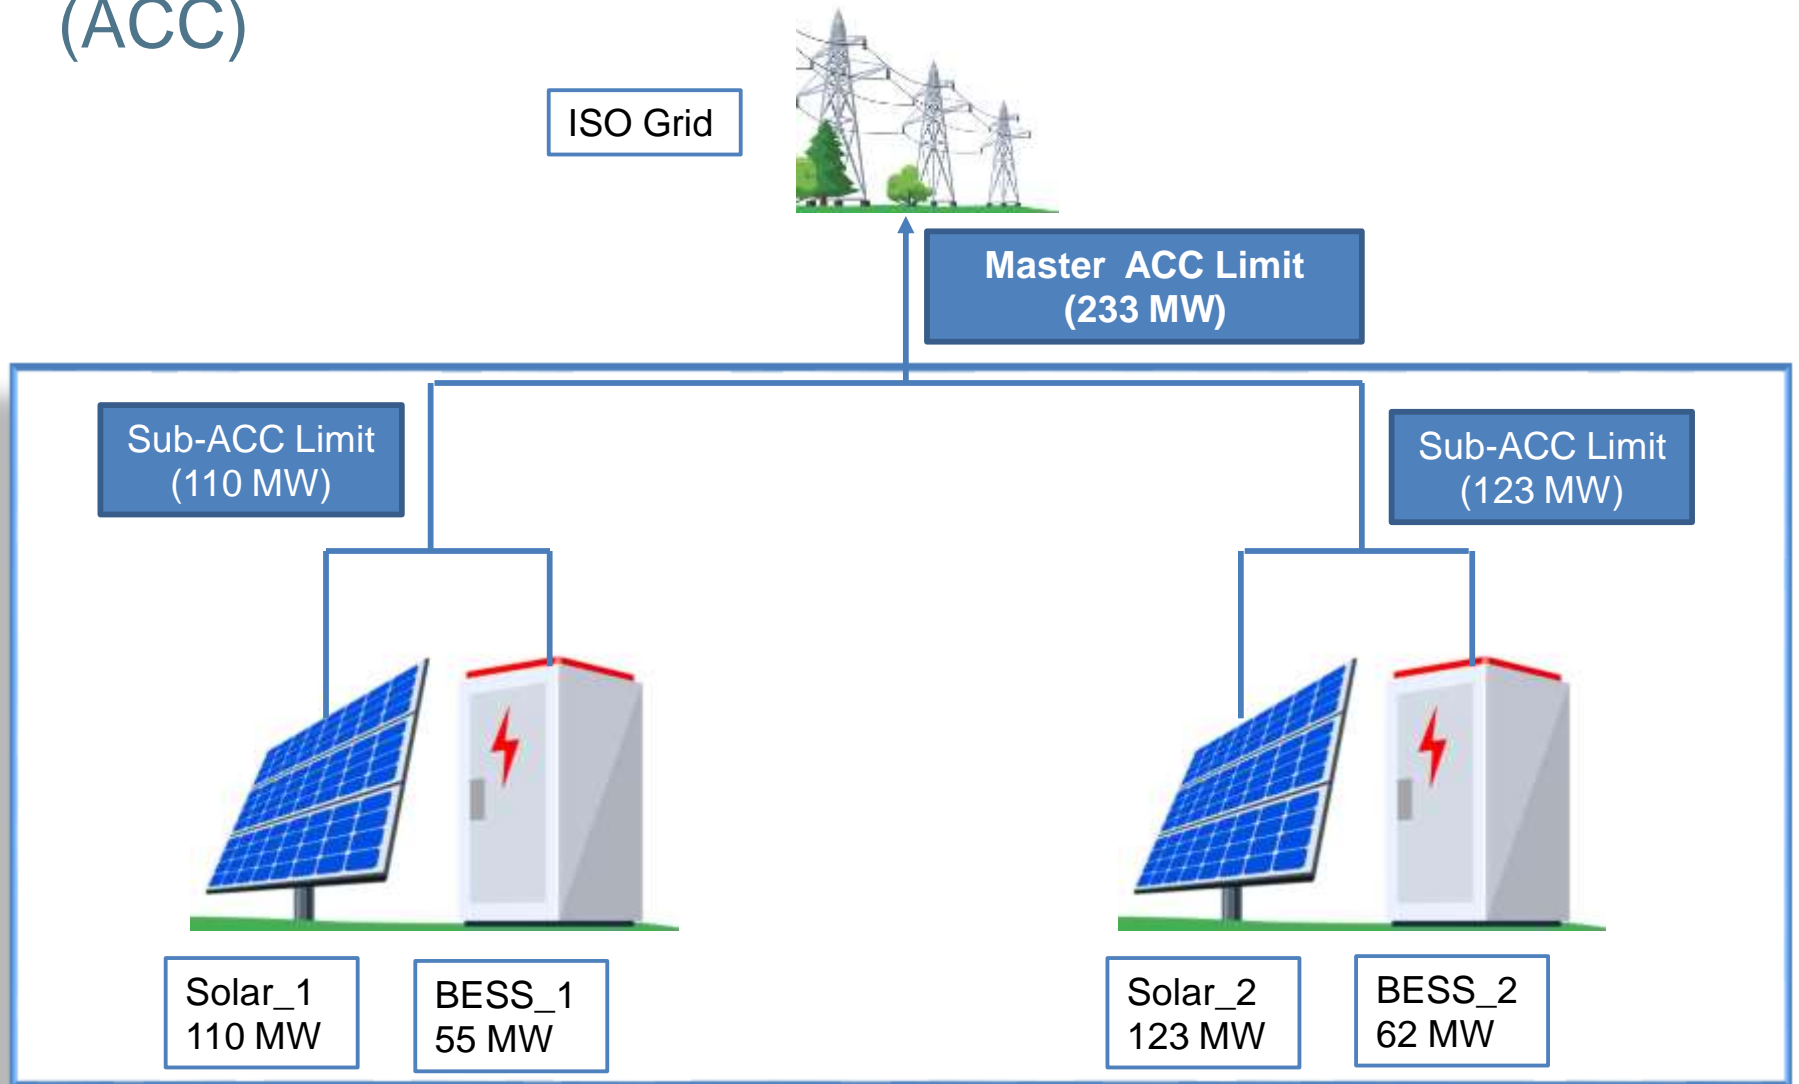 (ACC)
ISO Grid
Master ACC Limit
(233 MW)
Sub-ACC Limit
(110 MW)
Sub-ACC Limit
(123 MW)
Solar_1
110 MW
BESS_1
55 MW
Solar_2
123 MW
BESS_2
62 MW